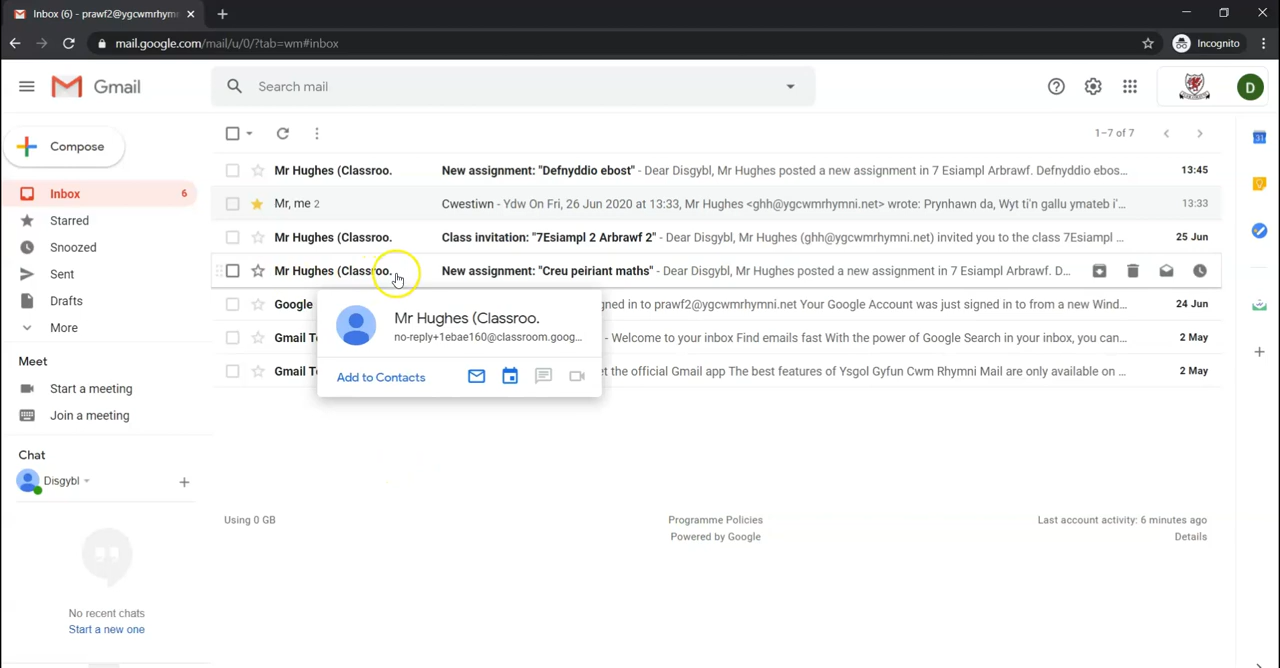 Inbox (6) - prawf2@ygcwmrhym
mail.google.com/mail/u/0/?tab=wm#inbox
Incognito
Gmail
Search mail
D
Compose
1–7 of 7
Inbox 6
Starred
Snoozed
Sent
Drafts
More
Meet
Start a meeting
Join a meeting
Chat
Disgybl
No recent chats
Start a new one
Mr Hughes (Classroo. New assignment: "Defnyddio ebost" - Dear Disgybl, Mr Hughes posted a new assignment in 7 Esiampl Arbrawf. Defnyddio ebos... 13:45
Mr, me 2 Cwestiwn - Ydw On Fri, 26 Jun 2020 at 13:33, Mr Hughes <ghh@ygcwmrhymni.net> wrote: Prynhawn da, Wyt ti'n gallu ymateb i'... 13:33
Mr Hughes (Classroo. Class invitation: "7Esiampl 2 Arbrawf 2" - Dear Disgybl, Mr Hughes (ghh@ygcwmrhymni.net) invited you to the class 7Esiampl ... 25 Jun
Mr Hughes (Classroo. New assignment: "Creu peiriant maths" - Dear Disgybl, Mr Hughes posted a new assignment in 7 Esiampl Arbrawf. D...
Google gned in to prawf2@ygcwmrhymni.net Your Google Account was just signed in to from a new Wind... 24 Jun
Gmail Te - Welcome to your inbox Find emails fast With the power of Google Search in your inbox, you can... 2 May
Gmail Te et the official Gmail app The best features of Ysgol Gyfun Cwm Rhymni Mail are only available on ... 2 May
Mr Hughes (Classroo.
no-reply+1ebae160@classroom.goog...
Add to Contacts
31
Using 0 GB
Programme Policies
Powered by Google
Last account activity: 6 minutes ago
Details